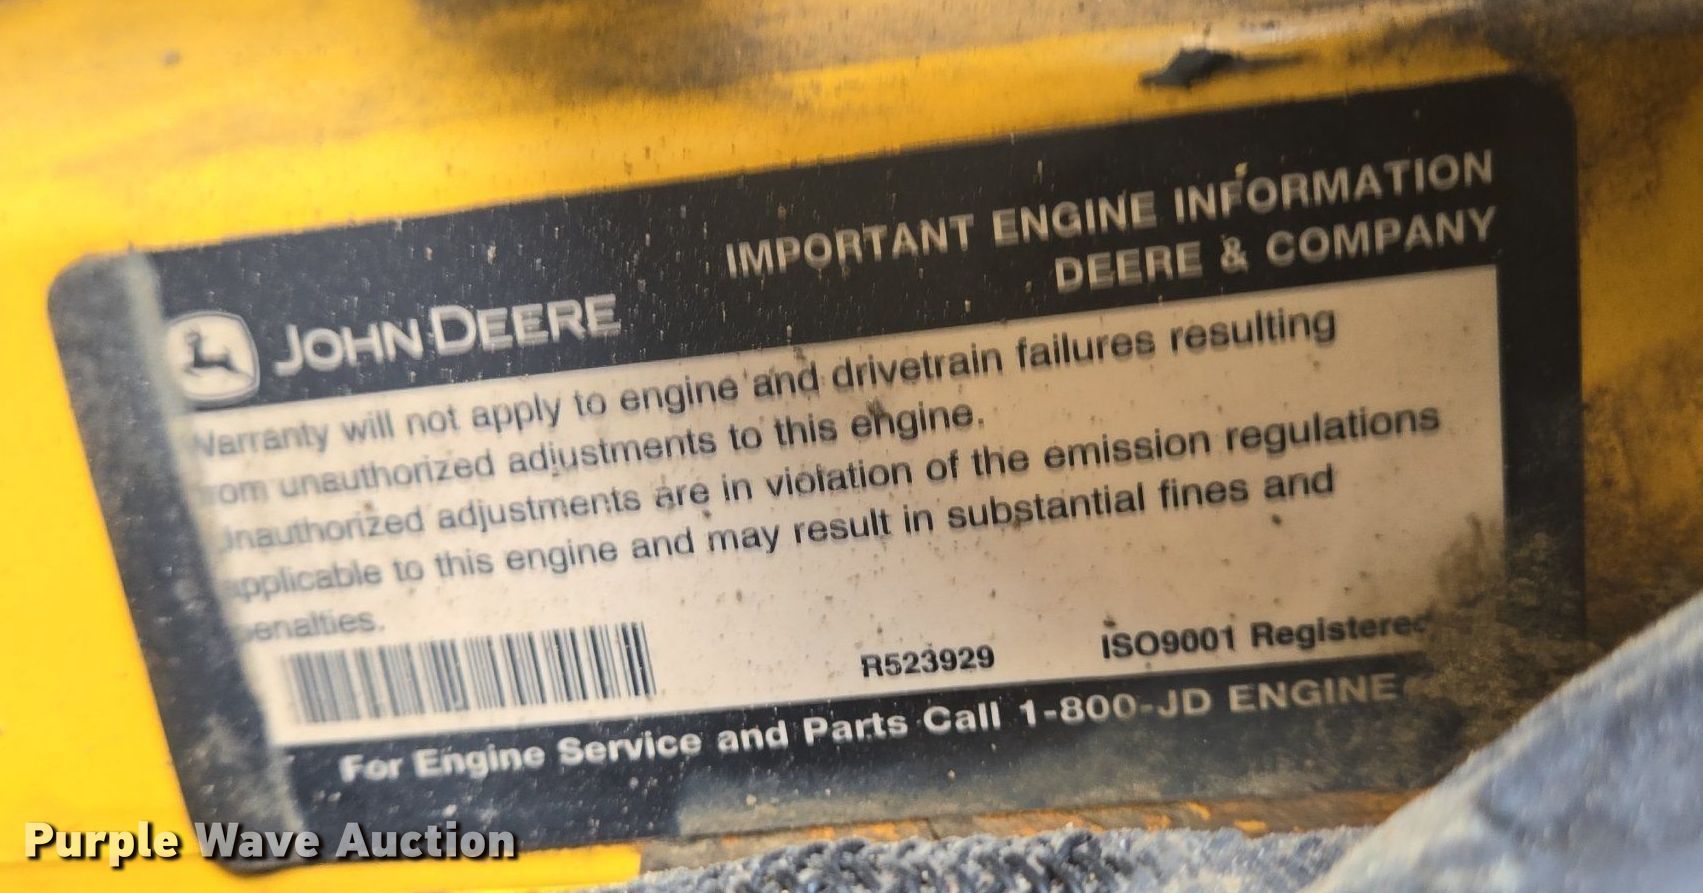 IMPORTANT ENGINE INFORMATION
DEERE & COMPANY
JOHN DEERE
Warranty will not apply to engine and drivetrain failures resulting
from unauthorized adjustments to this engine.
Unauthorized adjustments are in violation of the emission regulations
applicable to this engine and may result in substantial fines and
penalties.
R523929
ISO9001 Registered
For Engine Service and Parts Call 1-800-JD ENGINE
Purple Wave Auction